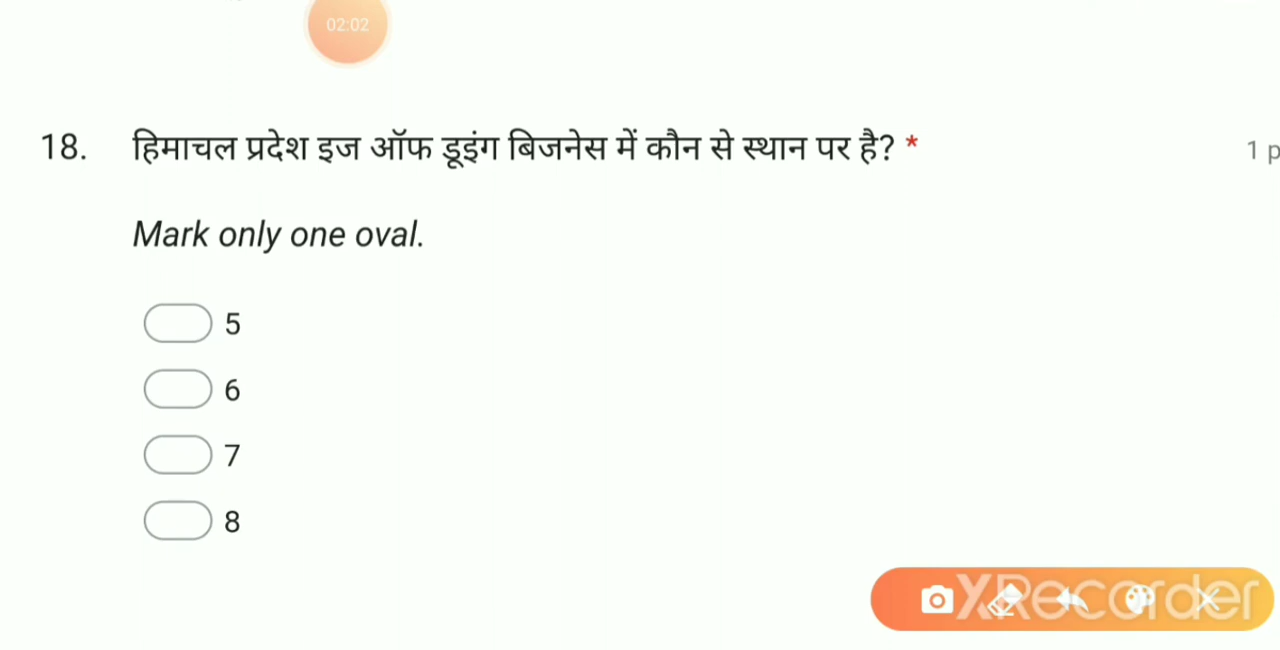 02:02
18. हिमाचल प्रदेश इज ऑफ डूइंग बिजनेस में कौन से स्थान पर है? *
1 p
Mark only one oval.
5
6
7
8
XRecorder